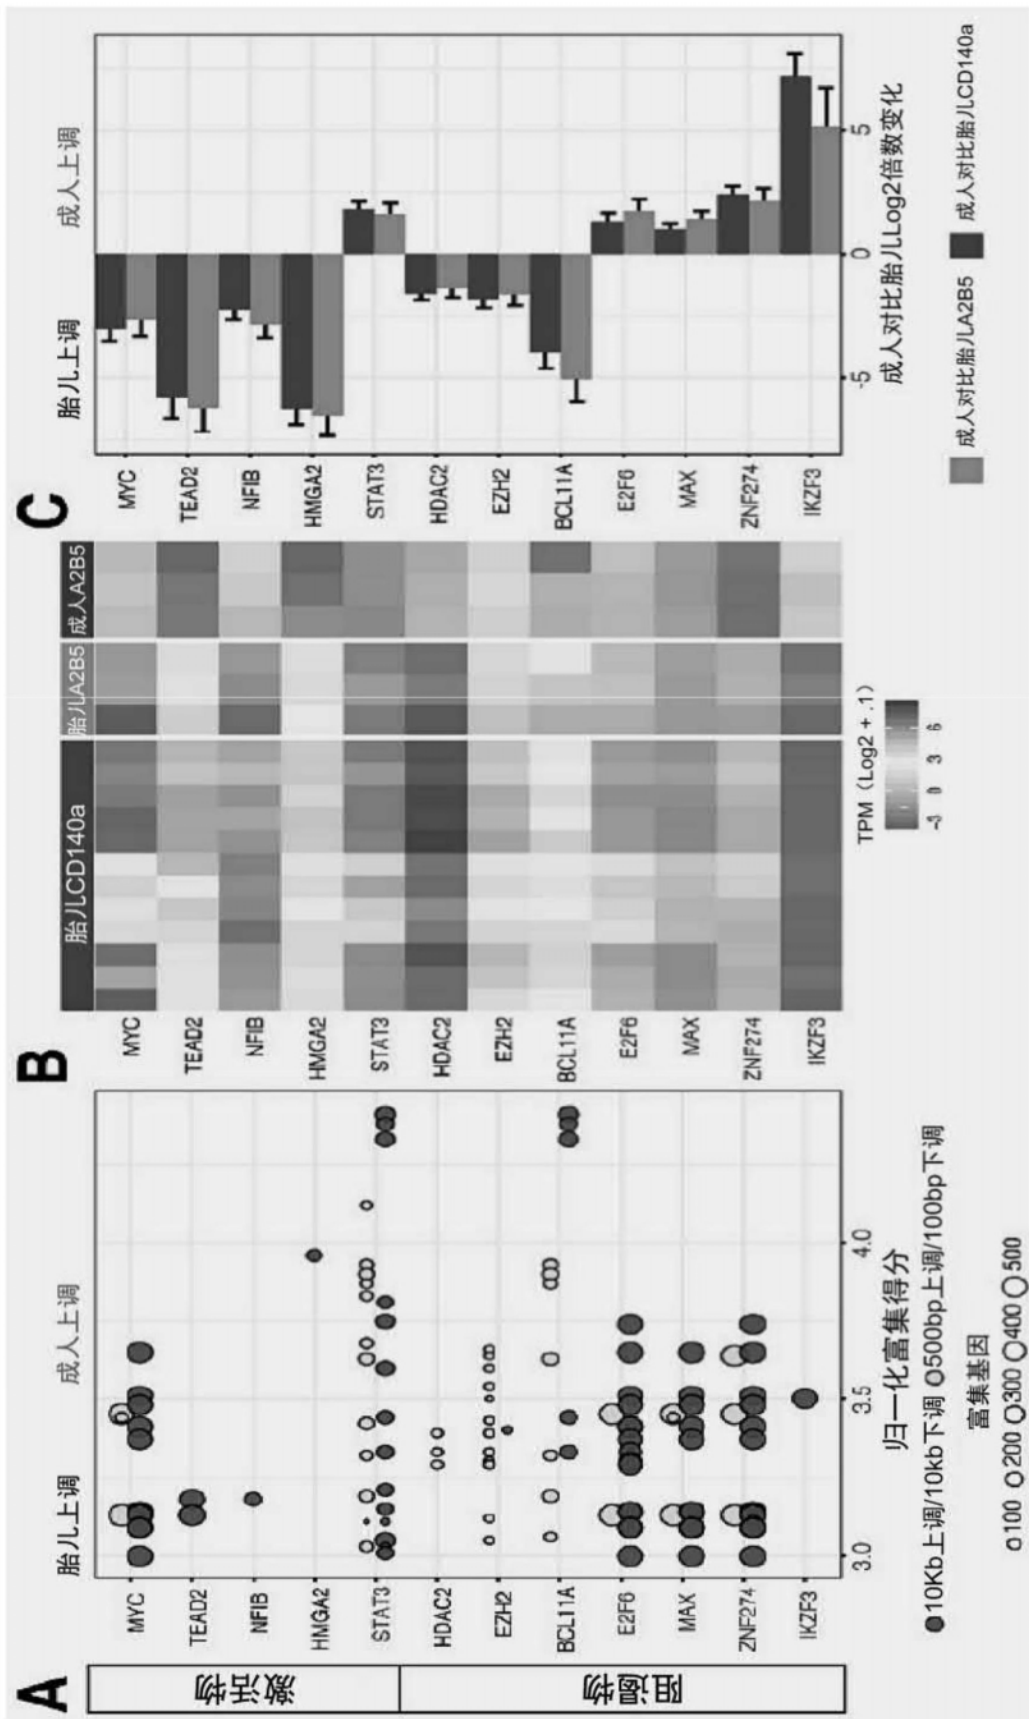 A
胎儿上调
成人上调
激活物
阻遏物
MYC
TEAD2
NFIB
HMGA2
STAT3
HDAC2
EZH2
BCL11A
E2F6
MAX
ZNF274
IKZF3
3.0
3.5
4.0
归一化富集得分
10Kb上调/10kb下调 500bp上调/100bp下调
富集基因
100 200 300 400 500
B
胎儿CD140a
胎儿A2B5
成人A2B5
MYC
TEAD2
NFIB
HMGA2
STAT3
HDAC2
EZH2
BCL11A
E2F6
MAX
ZNF274
IKZF3
TPM (Log2 + .1)
-3 0 3 6
C
胎儿上调
成人上调
MYC
TEAD2
NFIB
HMGA2
STAT3
HDAC2
EZH2
BCL11A
E2F6
MAX
ZNF274
IKZF3
-5
0
5
成人对比胎儿Log2倍数变化
成人对比胎儿A2B5
成人对比胎儿CD140a